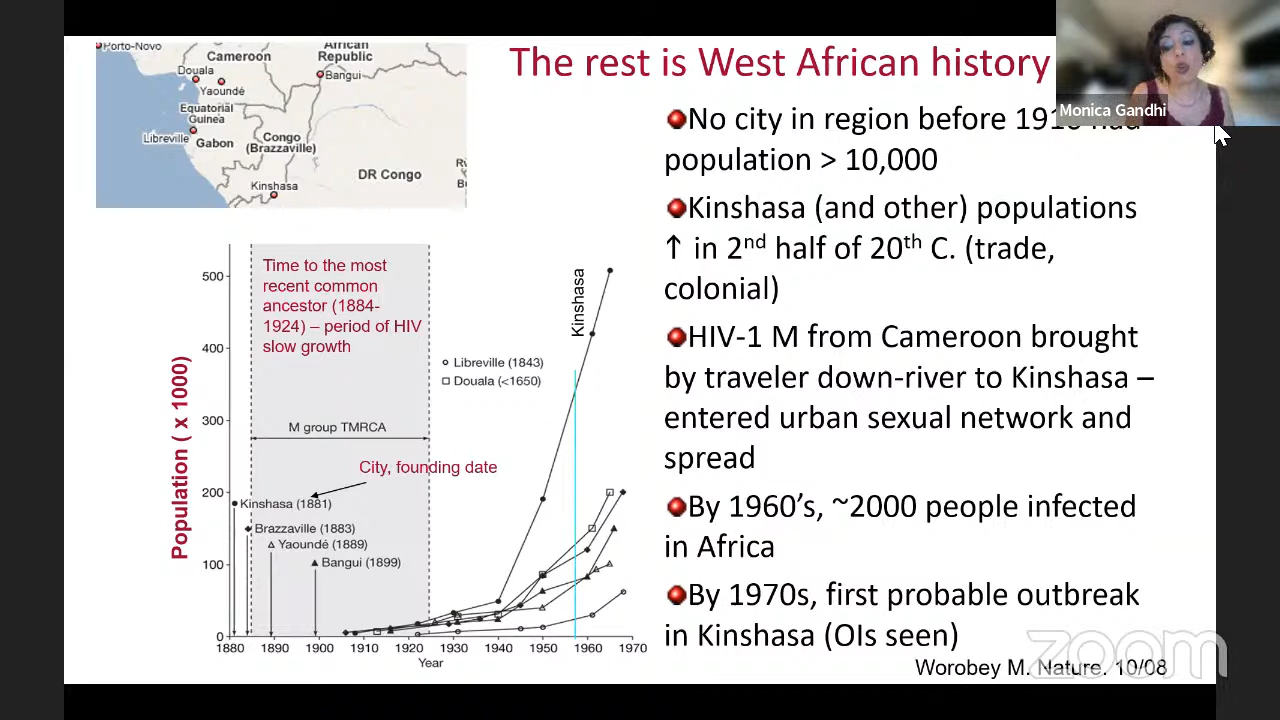 The rest is West African history
Monica Gandhi
Porto-Novo
Cameroon
African
Republic
Douala
Bangui
Yaoundé
Equatorial
Guinea
Libreville
Gabon
Congo
(Brazzaville)
DR Congo
Kinshasa
No city in region before
population > 10,000
Kinshasa (and other) populations
↑ in 2nd half of 20th C. (trade,
colonial)
HIV-1 M from Cameroon brought
by traveler down-river to Kinshasa –
entered urban sexual network and
spread
By 1960’s, ~2000 people infected
in Africa
By 1970s, first probable outbreak
in Kinshasa (OIs seen)
Worobey M. Nature. 10/08
zoom
Population ( x 1000)
500
400
300
200
100
0
Time to the most
recent common
ancestor (1884-
1924) – period of HIV
slow growth
Kinshasa
Libreville (1843)
Douala (<1650)
M group TMRCA
City, founding date
Kinshasa (1881)
Brazzaville (1883)
Yaoundé (1889)
Bangui (1899)
1880 1890 1900 1910 1920 1930 1940 1950 1960 1970
Year